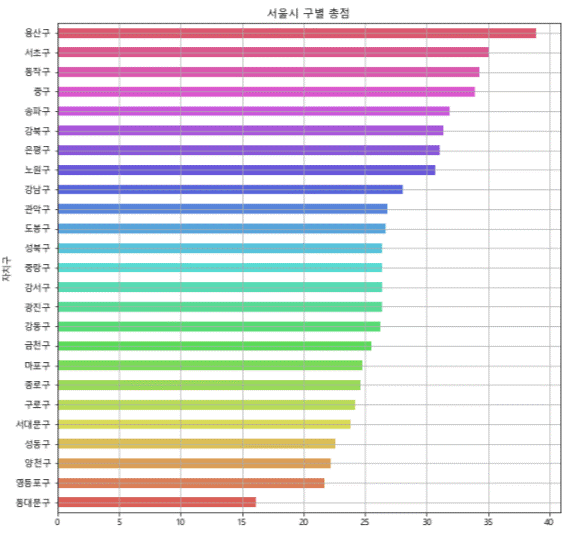 서울시 구별 총점
용산구
서초구
동작구
중구
송파구
강북구
은평구
노원구
강남구
관악구
도봉구
성북구
중랑구
강서구
광진구
강동구
금천구
마포구
종로구
구로구
서대문구
성동구
양천구
영등포구
동대문구
자치구
0 5 10 15 20 25 30 35 40